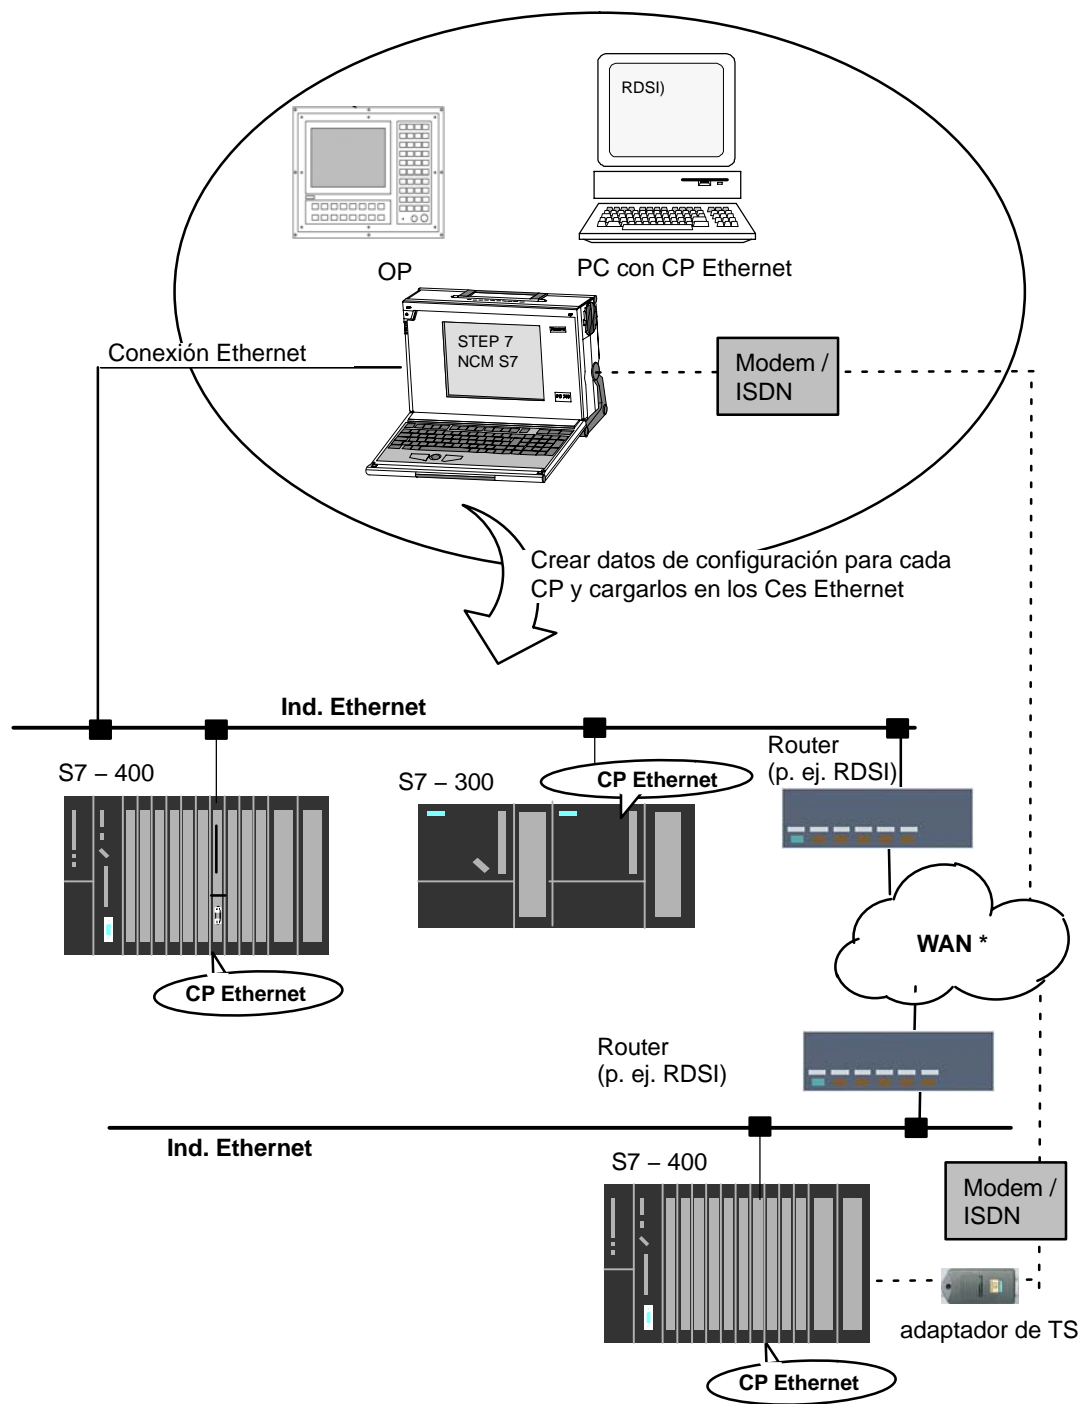 RDSI)
OP
PC con CP Ethernet
STEP 7
NCM S7
Conexión Ethernet
Modem /
ISDN
Crear datos de configuración para cada
CP y cargarlos en los Ces Ethernet
Ind. Ethernet
S7 – 400
S7 – 300
CP Ethernet
Router
(p. ej. RDSI)
CP Ethernet
WAN *
Router
(p. ej. RDSI)
Ind. Ethernet
S7 – 400
Modem /
ISDN
adaptador de TS
CP Ethernet